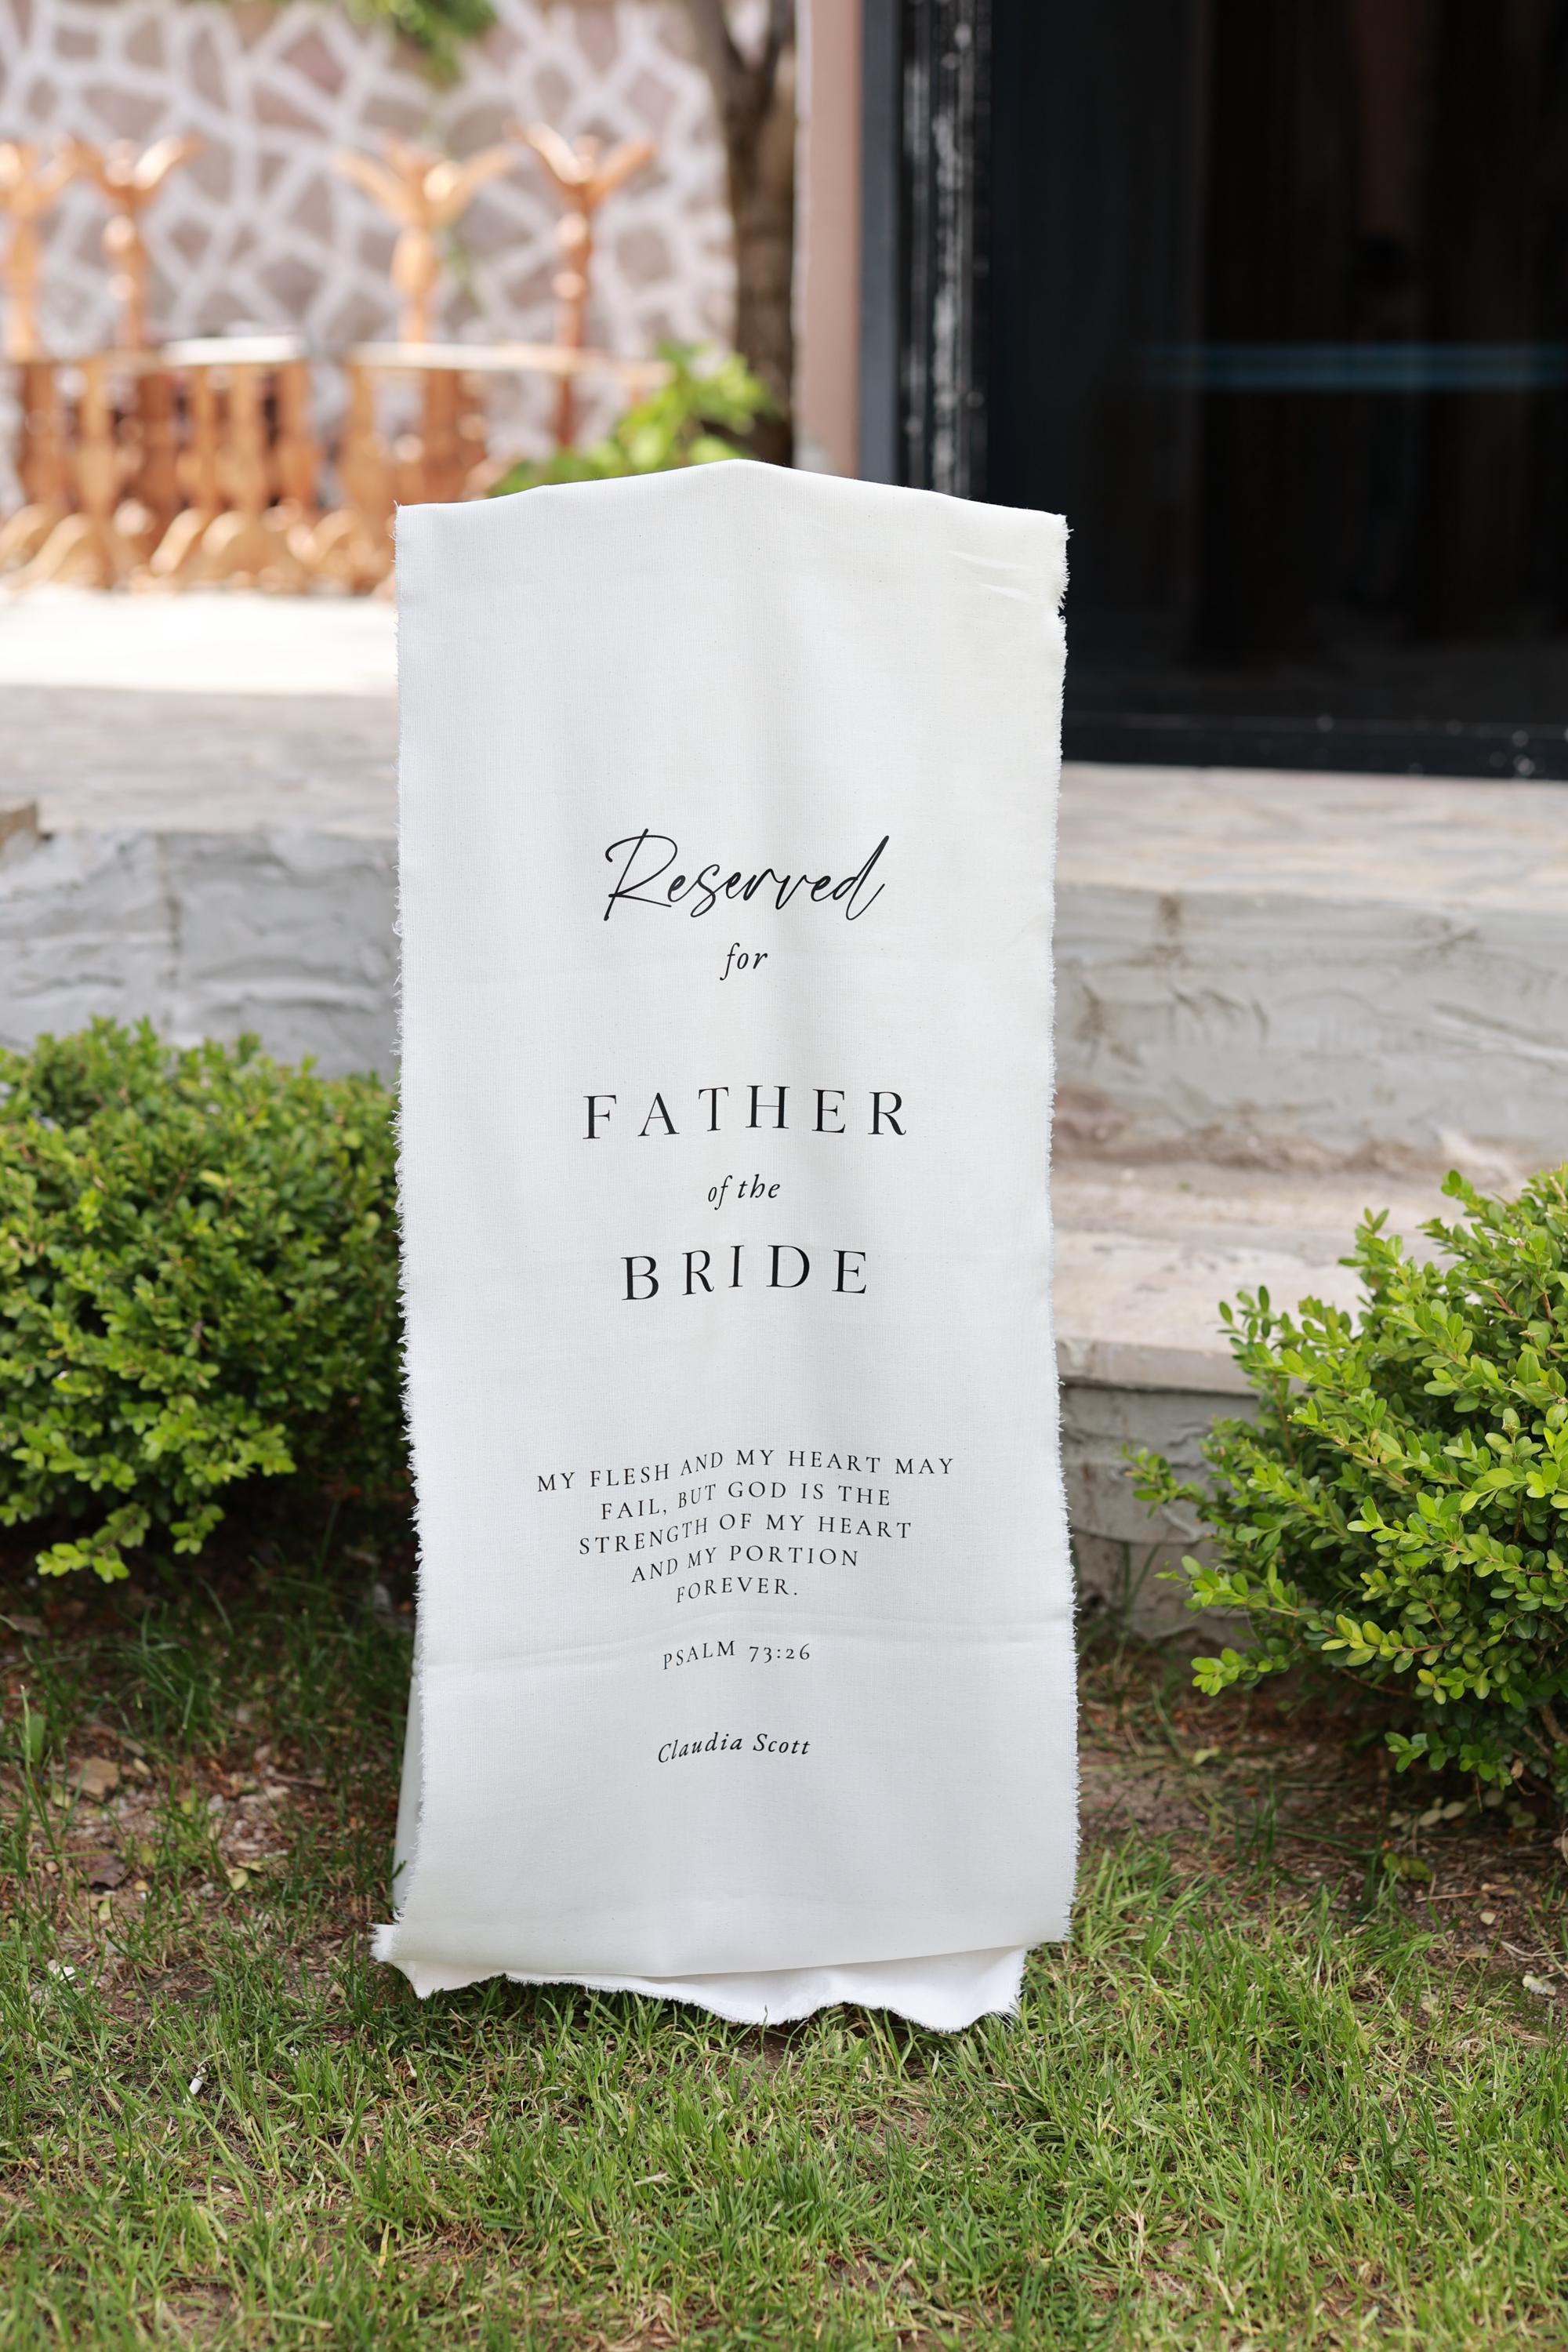 Reserved
for
FATHER
of the
BRIDE
MY FLESH AND MY HEART MAY
FAIL, BUT GOD IS THE
STRENGTH OF MY HEART
AND MY PORTION
FOREVER.
PSALM 73:26
Claudia Scott